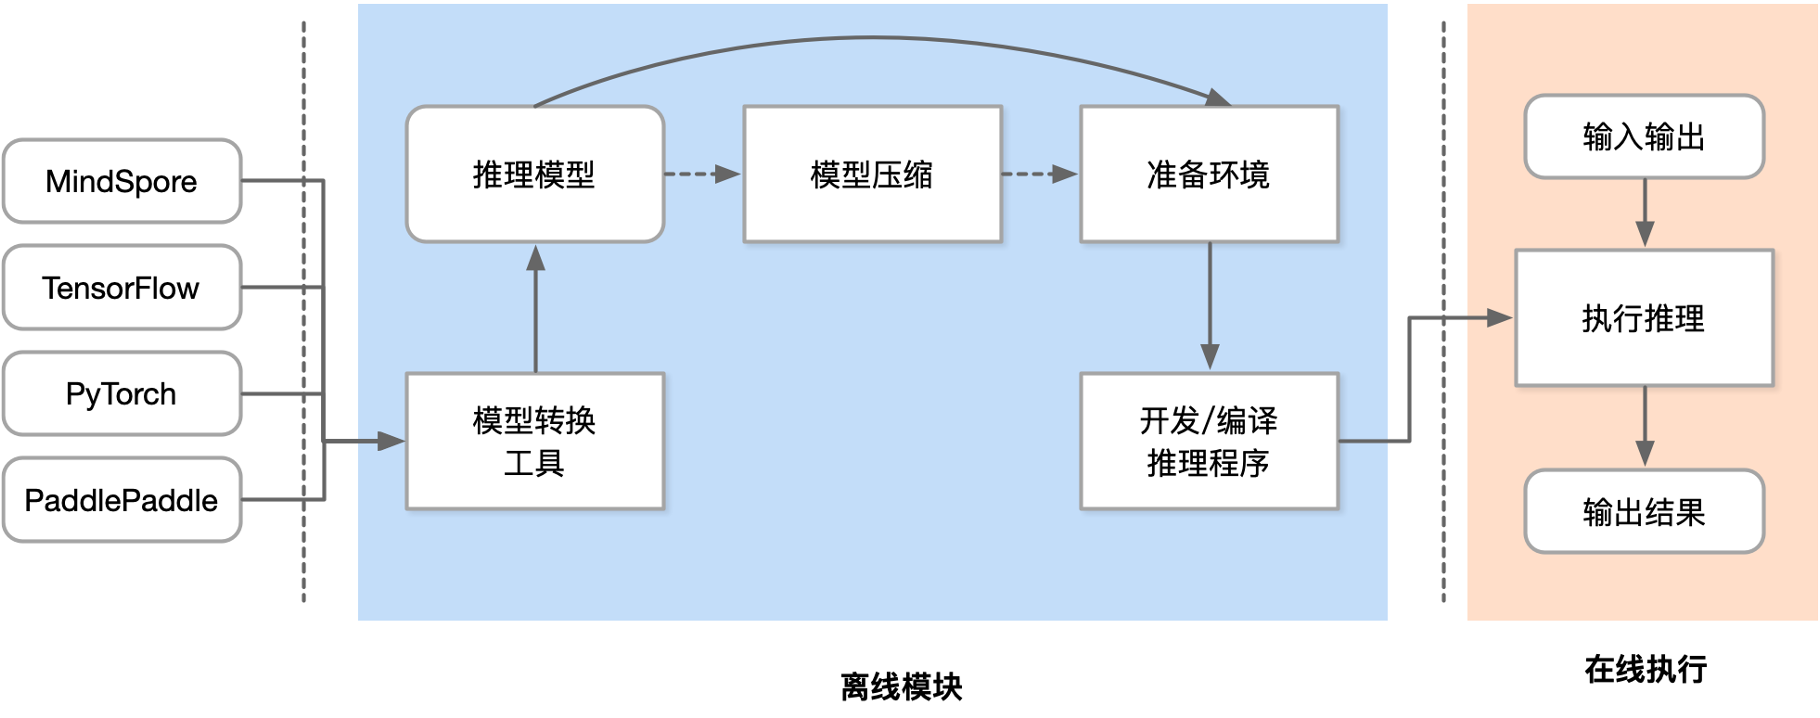 MindSpore
TensorFlow
PyTorch
PaddlePaddle
推理模型
模型压缩
准备环境
模型转换
工具
开发/编译
推理程序
离线模块
输入输出
执行推理
输出结果
在线执行